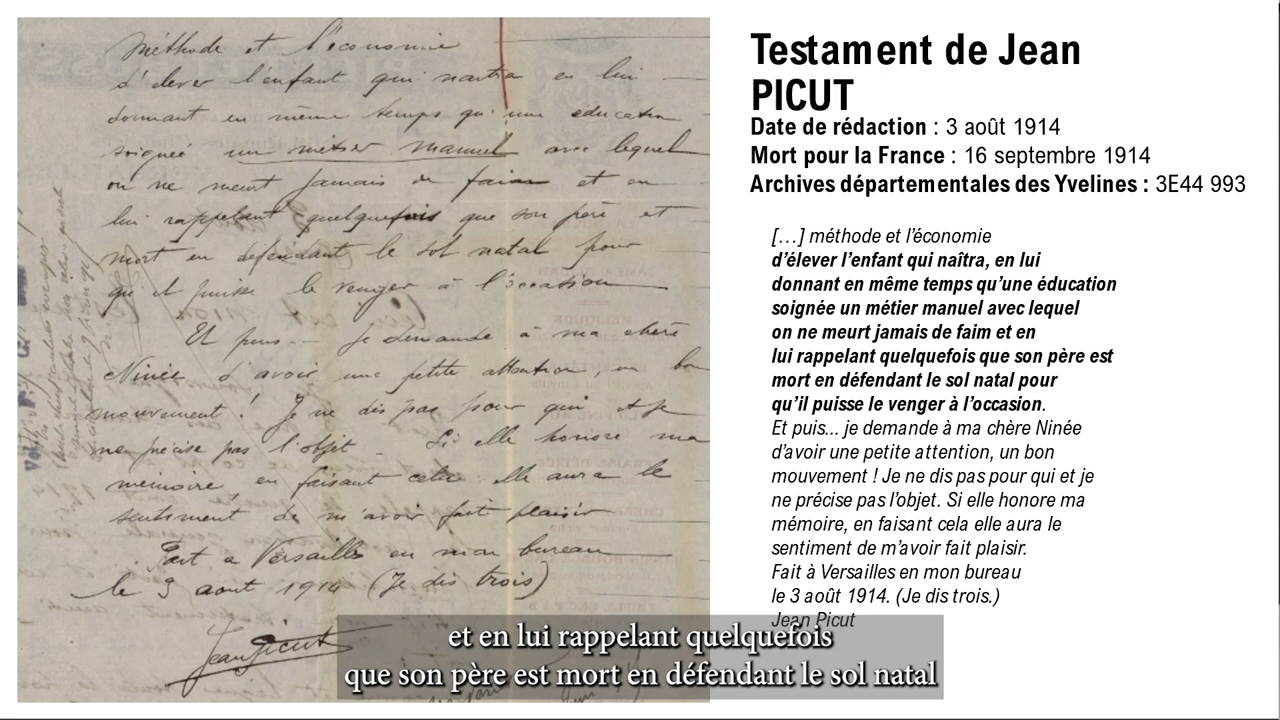 méthode et l'économie
d'élever l'enfant qui naîtra en lui
donnant en même temps qu'une éducation
soignée un métier manuel avec lequel
on ne meurt jamais de faim et en
lui rappelant quelquefois que son père est
mort en défendant le sol natal pour
qu'il puisse le venger à l'occasion
Et puis... je demande à ma chère
Ninée d'avoir une petite attention, un bon
mouvement ! Je ne dis pas pour qui et je
ne précise pas l'objet. Si elle honore ma
mémoire, en faisant cela elle aura le
sentiment de m'avoir fait plaisir
Fait à Versailles en mon bureau
le 3 aout 1914 (Je dis trois)
Jean Picut
Testament de Jean
PICUT
Date de rédaction : 3 août 1914
Mort pour la France : 16 septembre 1914
Archives départementales des Yvelines : 3E44 993
[…] méthode et l'économie
d'élever l'enfant qui naîtra, en lui
donnant en même temps qu'une éducation
soignée un métier manuel avec lequel
on ne meurt jamais de faim et en
lui rappelant quelquefois que son père est
mort en défendant le sol natal pour
qu'il puisse le venger à l'occasion.
Et puis... je demande à ma chère Ninée
d'avoir une petite attention, un bon
mouvement ! Je ne dis pas pour qui et je
ne précise pas l'objet. Si elle honore ma
mémoire, en faisant cela elle aura le
sentiment de m'avoir fait plaisir.
Fait à Versailles en mon bureau
le 3 août 1914. (Je dis trois.)
Jean Picut
et en lui rappelant quelquefois
que son père est mort en défendant le sol natal